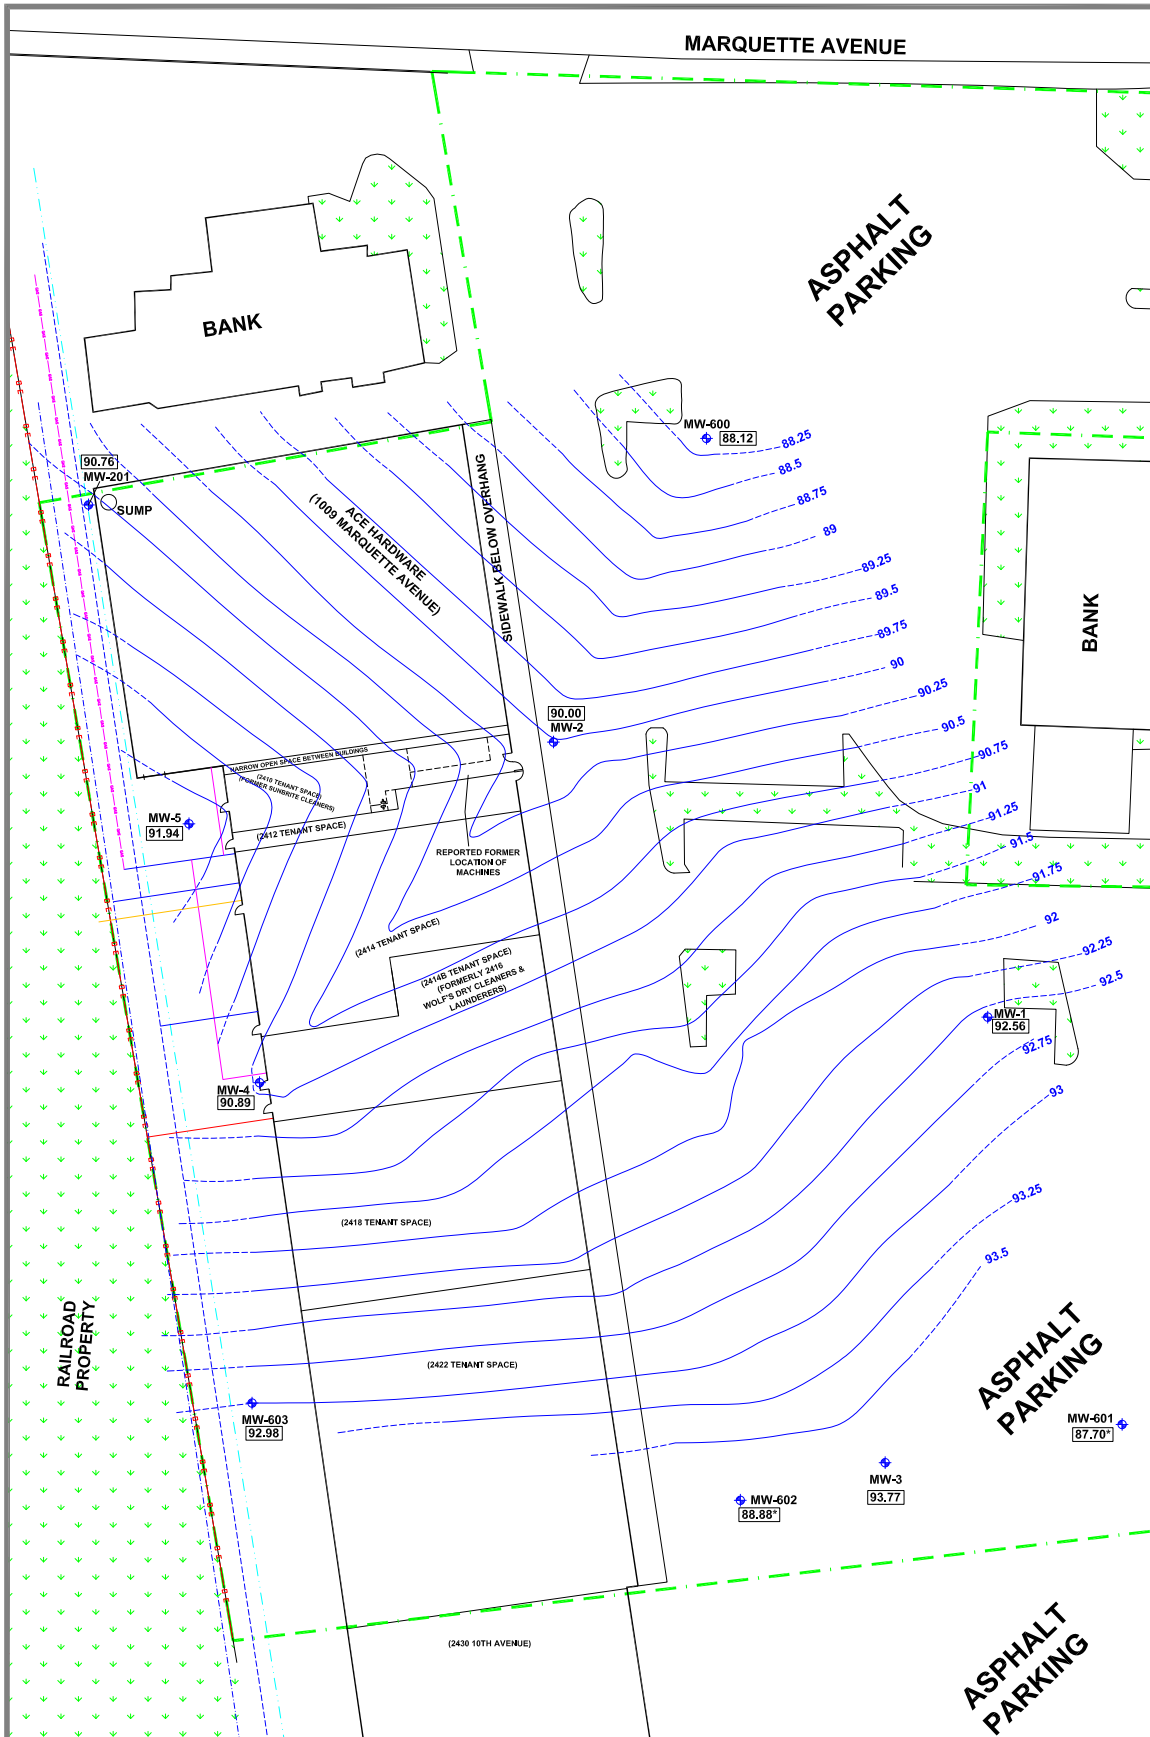 MARQUETTE AVENUE
ASPHALT
PARKING
BANK
MW-600
88.12
88.25
88.5
88.75
89
89.25
89.5
89.75
90
90.25
90.5
90.75
91
91.25
91.5
91.75
92
92.25
92.5
92.75
93
93.25
93.5
90.76
MW-201
SUMP
ACE HARDWARE
(1009 MARQUETTE AVENUE)
SIDEWALK BELOW OVERHANG
BANK
90.00
MW-2
NARROW OPEN SPACE BETWEEN BUILDINGS
(2410 TENANT SPACE)
(FORMER SUNBRITE CLEANERS)
MW-5
91.94
(2412 TENANT SPACE)
REPORTED FORMER
LOCATION OF
MACHINES
(2414 TENANT SPACE)
(2414B TENANT SPACE)
(FORMERLY 2416
WOLF'S DRY CLEANERS &
LAUNDERERS)
MW-1
92.56
MW-4
90.89
(2418 TENANT SPACE)
RAILROAD
PROPERTY
(2422 TENANT SPACE)
ASPHALT
PARKING
MW-603
92.98
MW-601
87.70*
MW-3
93.77
MW-602
88.88*
(2430 10TH AVENUE)
ASPHALT
PARKING